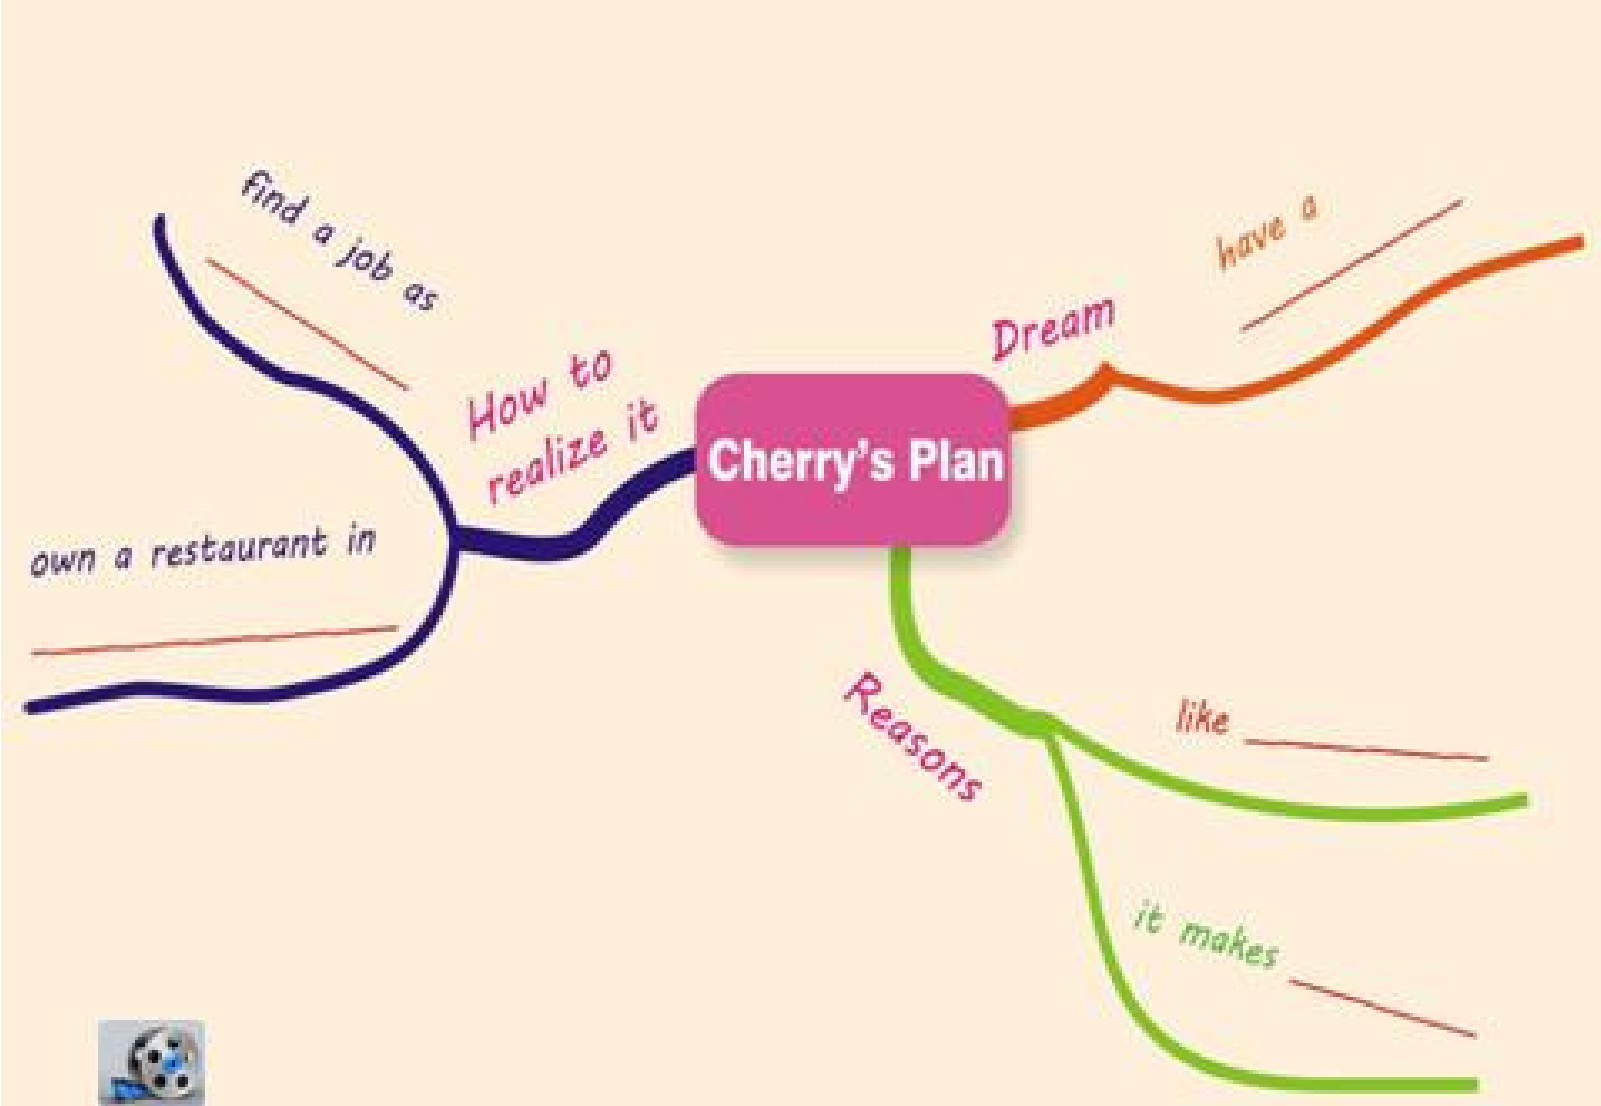 find a job as
have a
Dream
How to
realize it
Cherry's Plan
own a restaurant in
Reasons
like
it makes